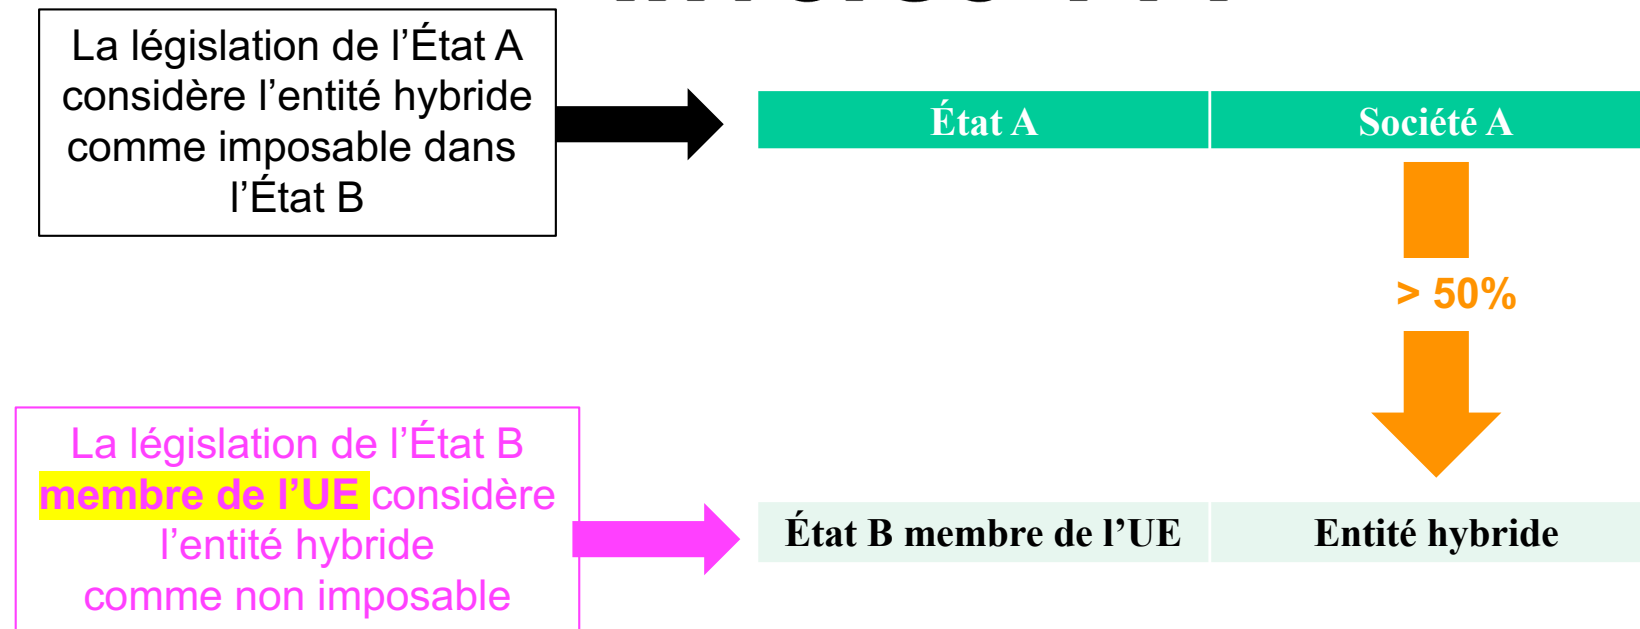 La législation de l’État A
considère l’entité hybride
comme imposable dans
l’État B
État A
Société A
> 50%
La législation de l’État B
membre de l’UE considère
l’entité hybride
comme non imposable
État B membre de l’UE
Entité hybride